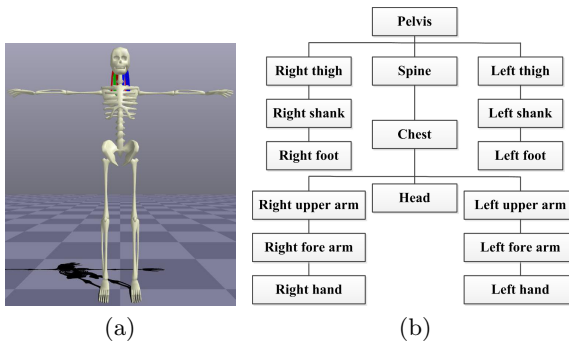 Pelvis
Right thigh
Spine
Left thigh
Right shank
Left shank
Chest
Right foot
Left foot
Right upper arm
Head
Left upper arm
Right fore arm
Left fore arm
Right hand
Left hand
(a)
(b)